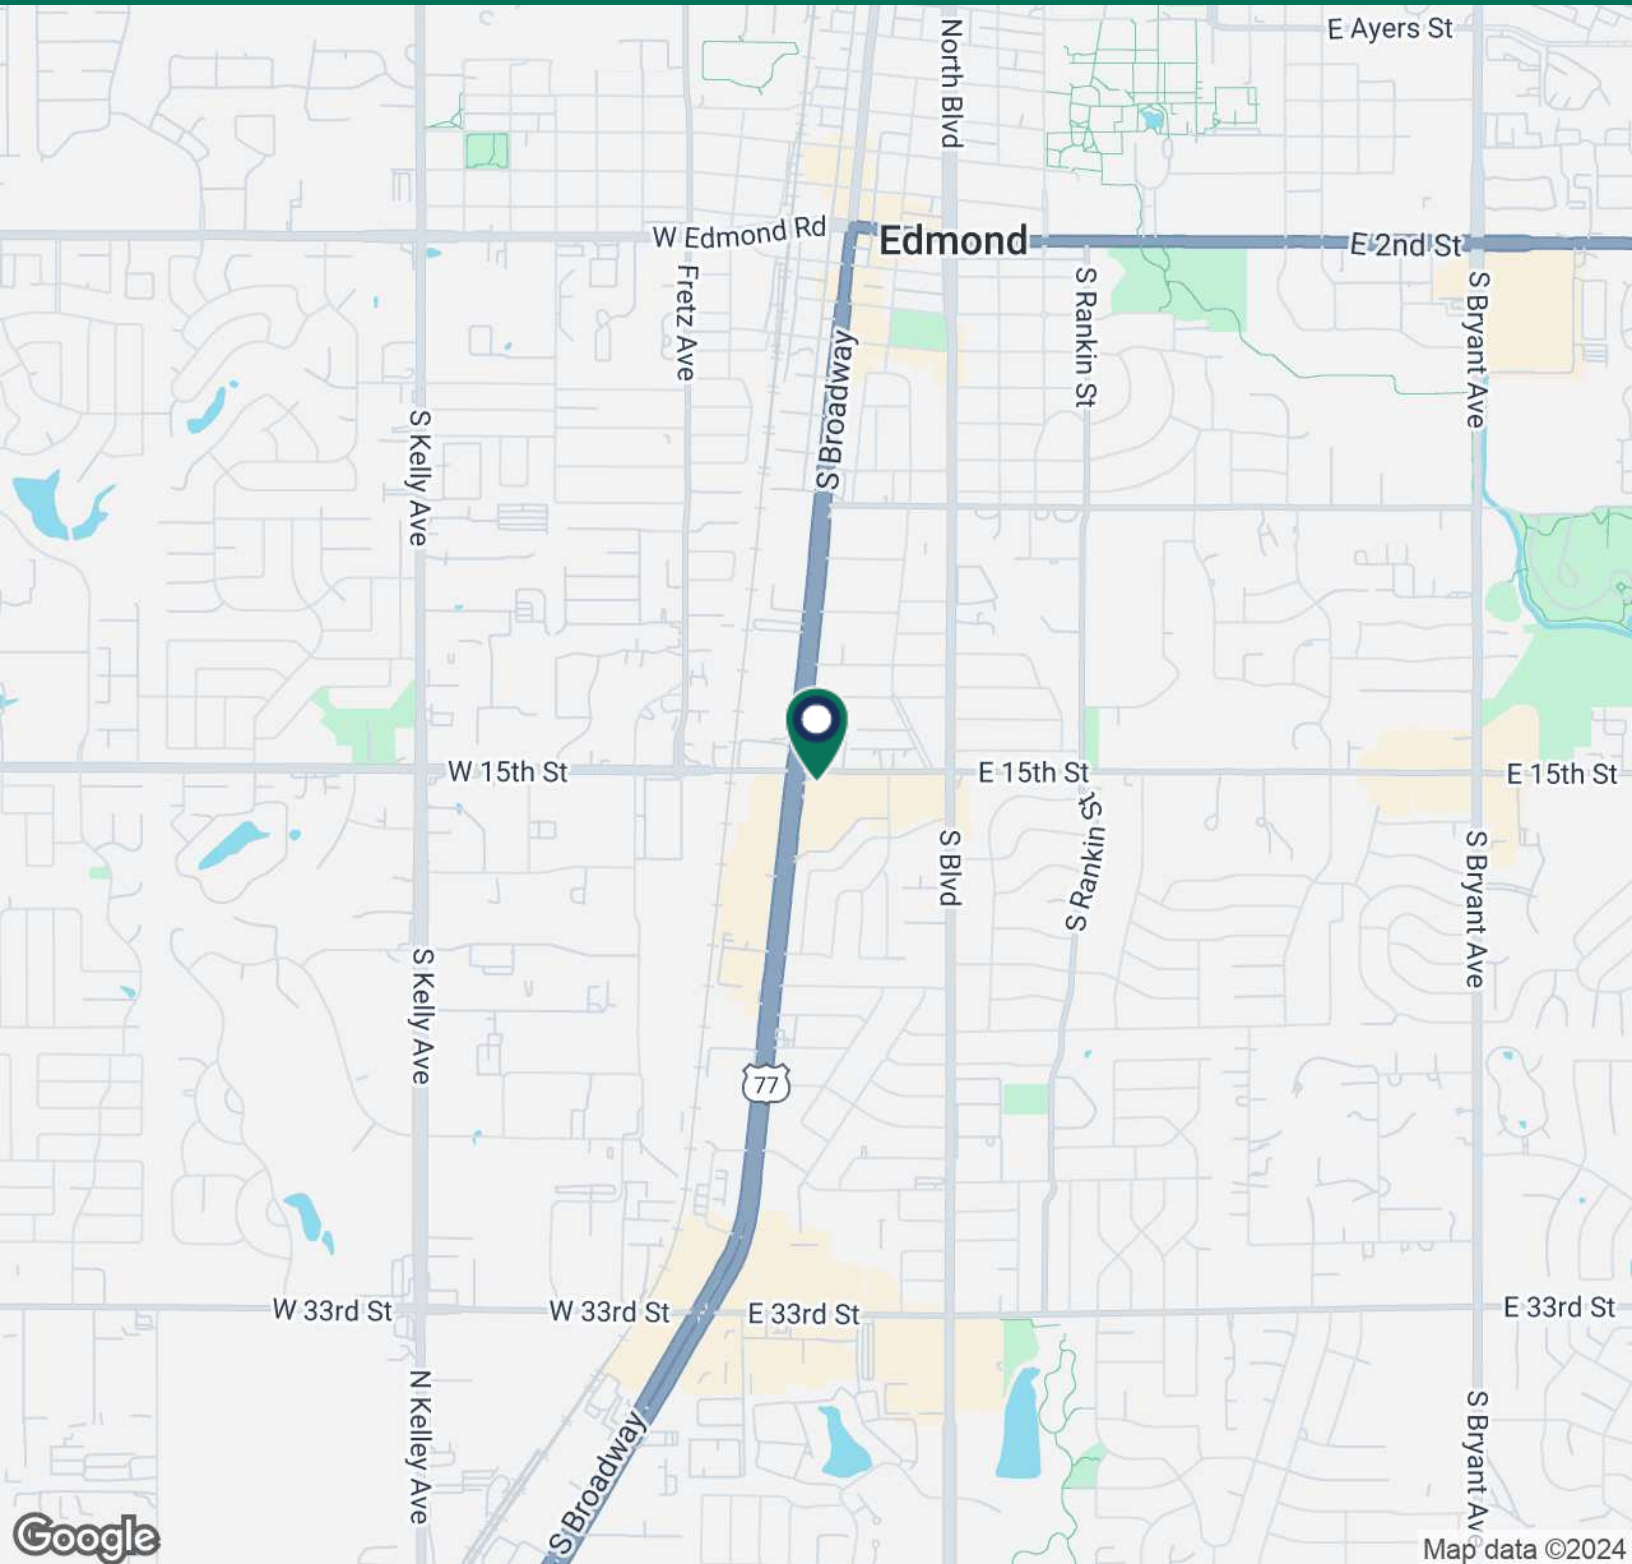 E Ayers St
North Blvd
W Edmond Rd
Edmond
E 2nd St
Fretz Ave
S Rankin St
S Bryant Ave
S Broadway
S Kelly Ave
W 15th St
E 15th St
E 15th St
S Rankin St
S Blvd
S Bryant Ave
S Kelly Ave
77
W 33rd St
W 33rd St
E 33rd St
E 33rd St
N Kelley Ave
S Broadway
S Bryant Ave
Google
Map data ©2024